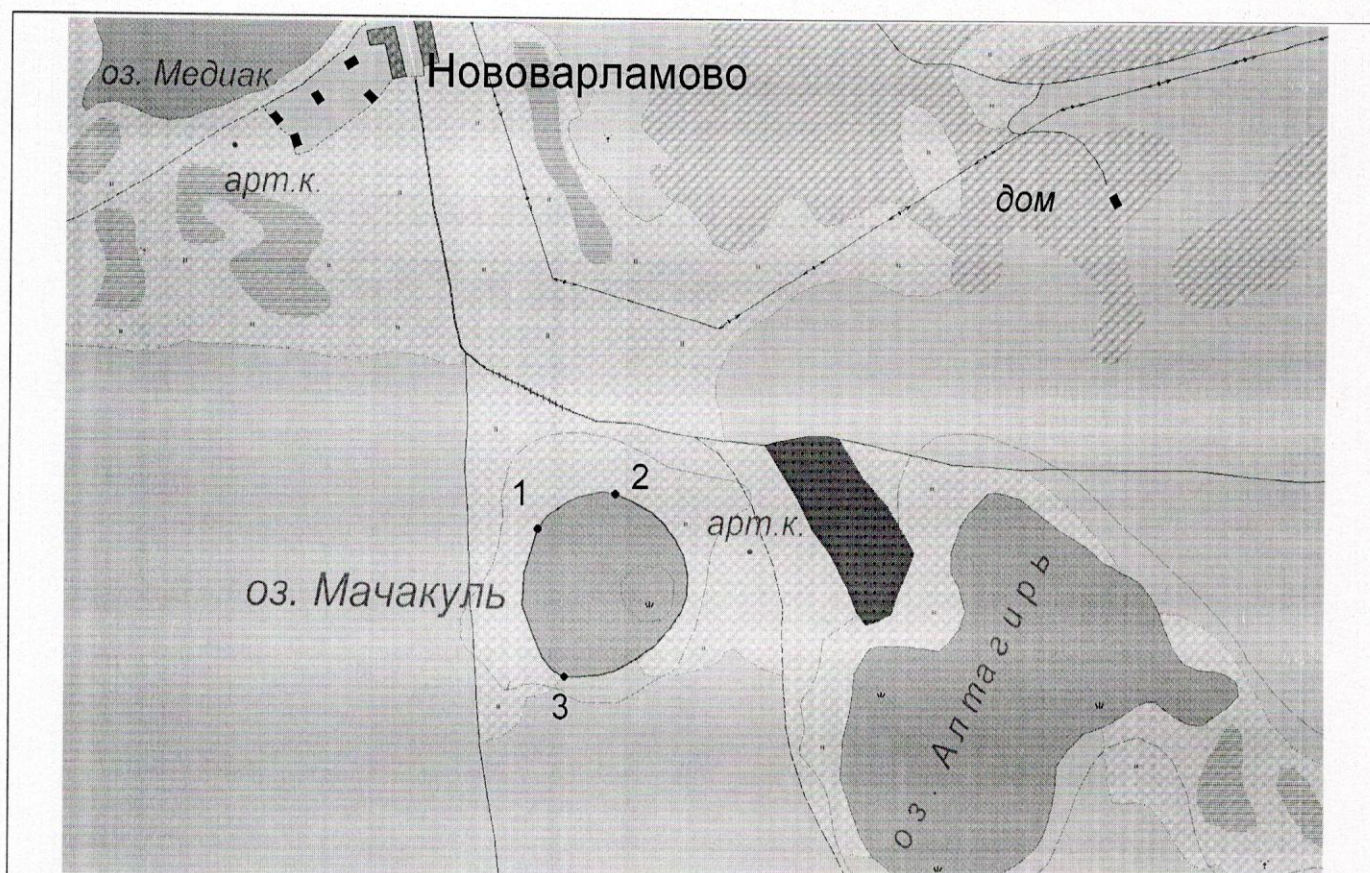 оз. Медиак
Нововарламово
арт.к.
дом
1
2
арт.к.
оз. Мачакуль
3
оз. Алтагирь